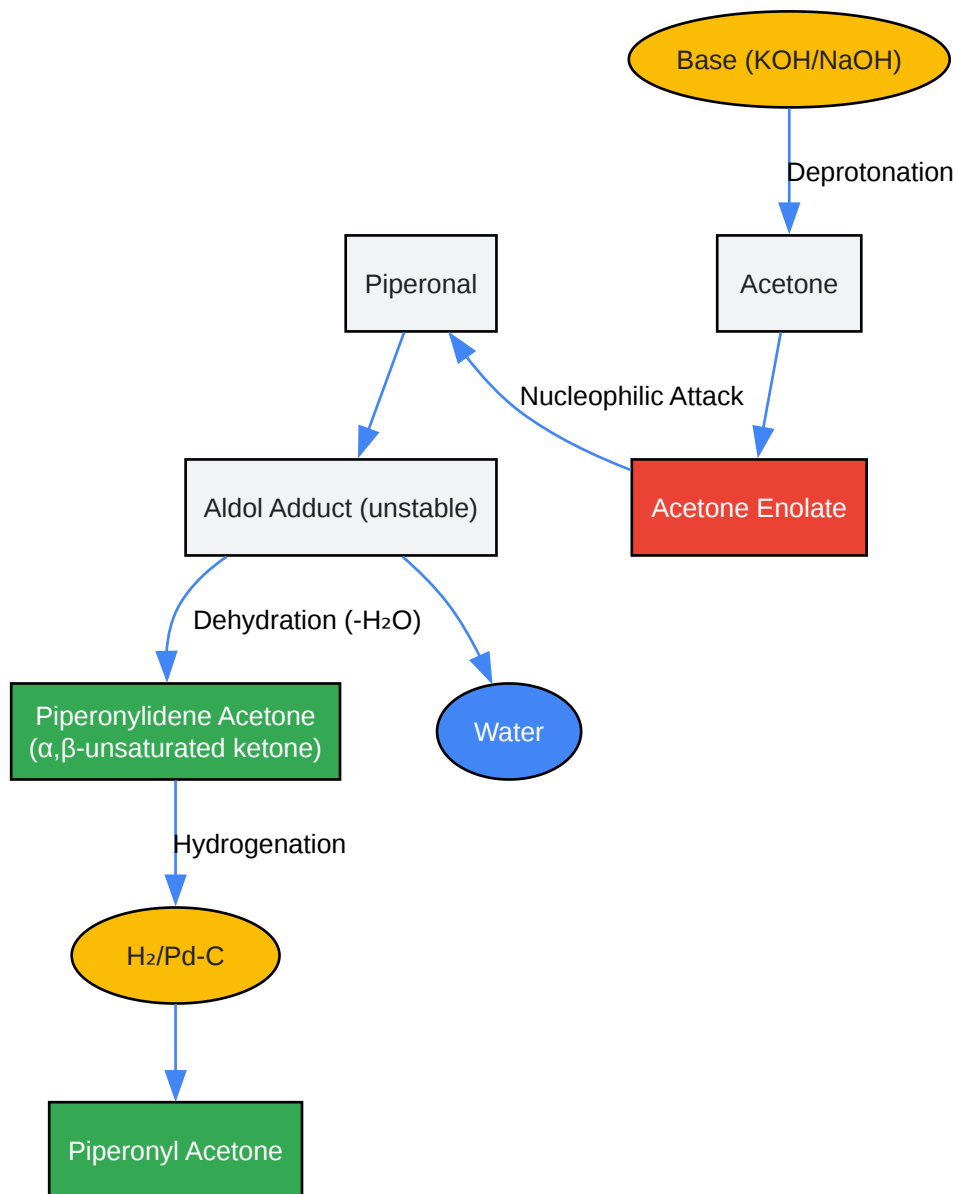 Base (KOH/NaOH)
Deprotonation
Piperonal
Acetone
Nucleophilic Attack
Aldol Adduct (unstable)
Acetone Enolate
Dehydration (-H₂O)
Piperonylidene Acetone
(α,β-unsaturated ketone)
Water
Hydrogenation
H₂/Pd-C
Piperonyl Acetone